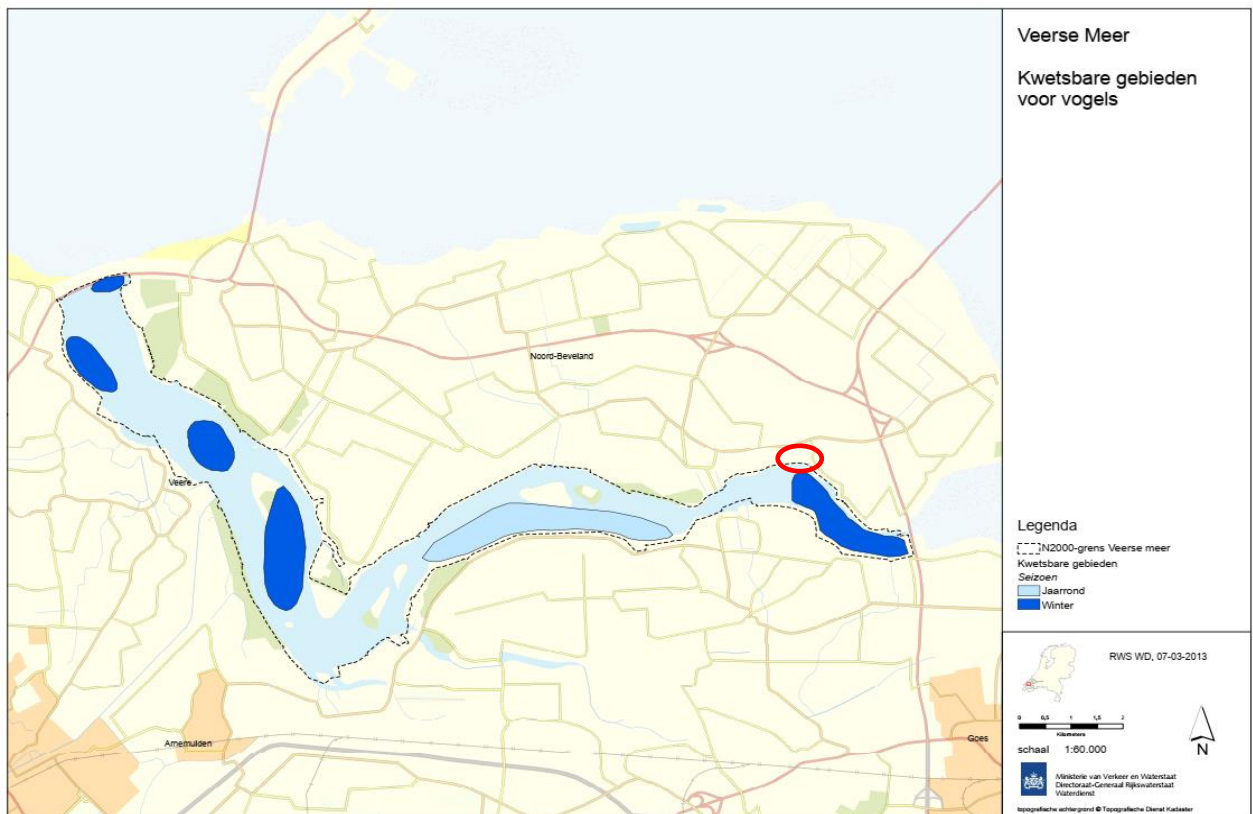 Veerse Meer
Kwetsbare gebieden
voor vogels
Noord-Beveland
Veere
Arnemuiden
Goes
Legenda
N2000-grens Veerse meer
Kwetsbare gebieden
Seizoen
Jaarrond
Winter
RWS WD, 07-03-2013
0 0,5 1 1,5 2
Kilometers
schaal 1:60.000
N
Ministerie van Verkeer en Waterstaat
Directoraat-Generaal Rijkswaterstaat
Waterdienst
topografische achtergrond © Topografische Dienst Kadaster